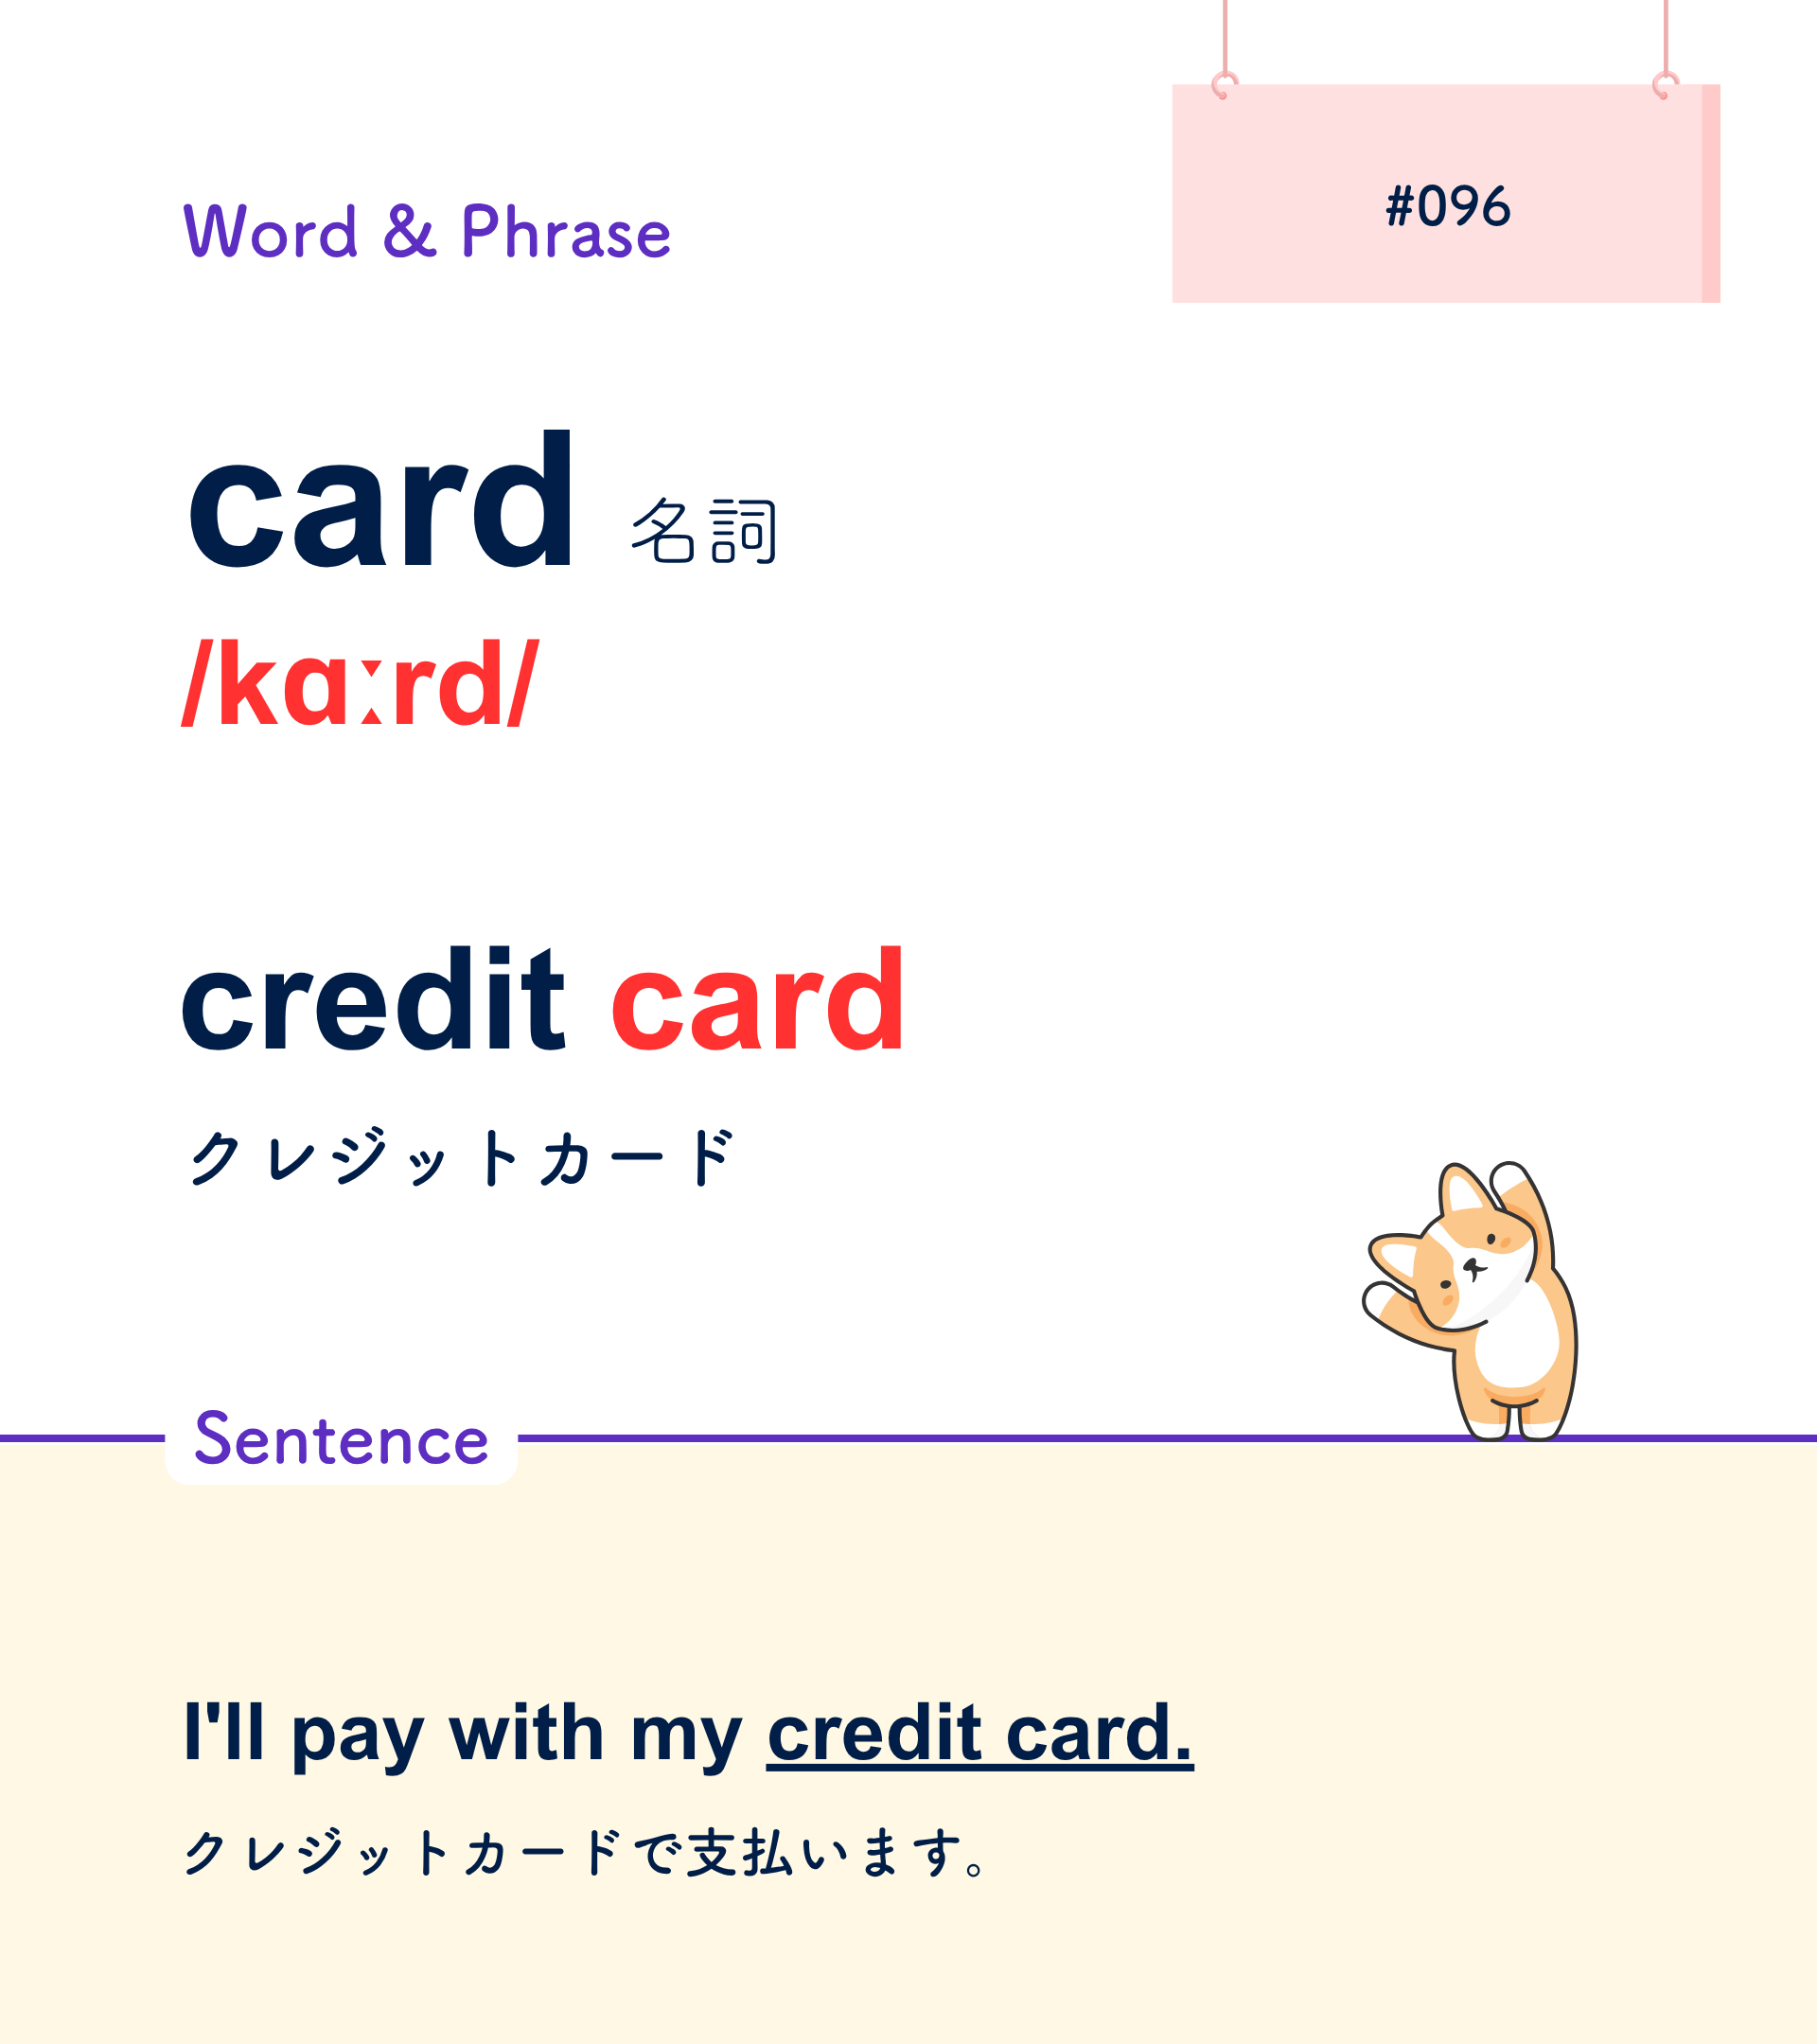 #096
Word & Phrase
card 名詞
/kɑːrd/
credit card
クレジットカード
Sentence
I'll pay with my credit card.
クレジットカードで支払います。